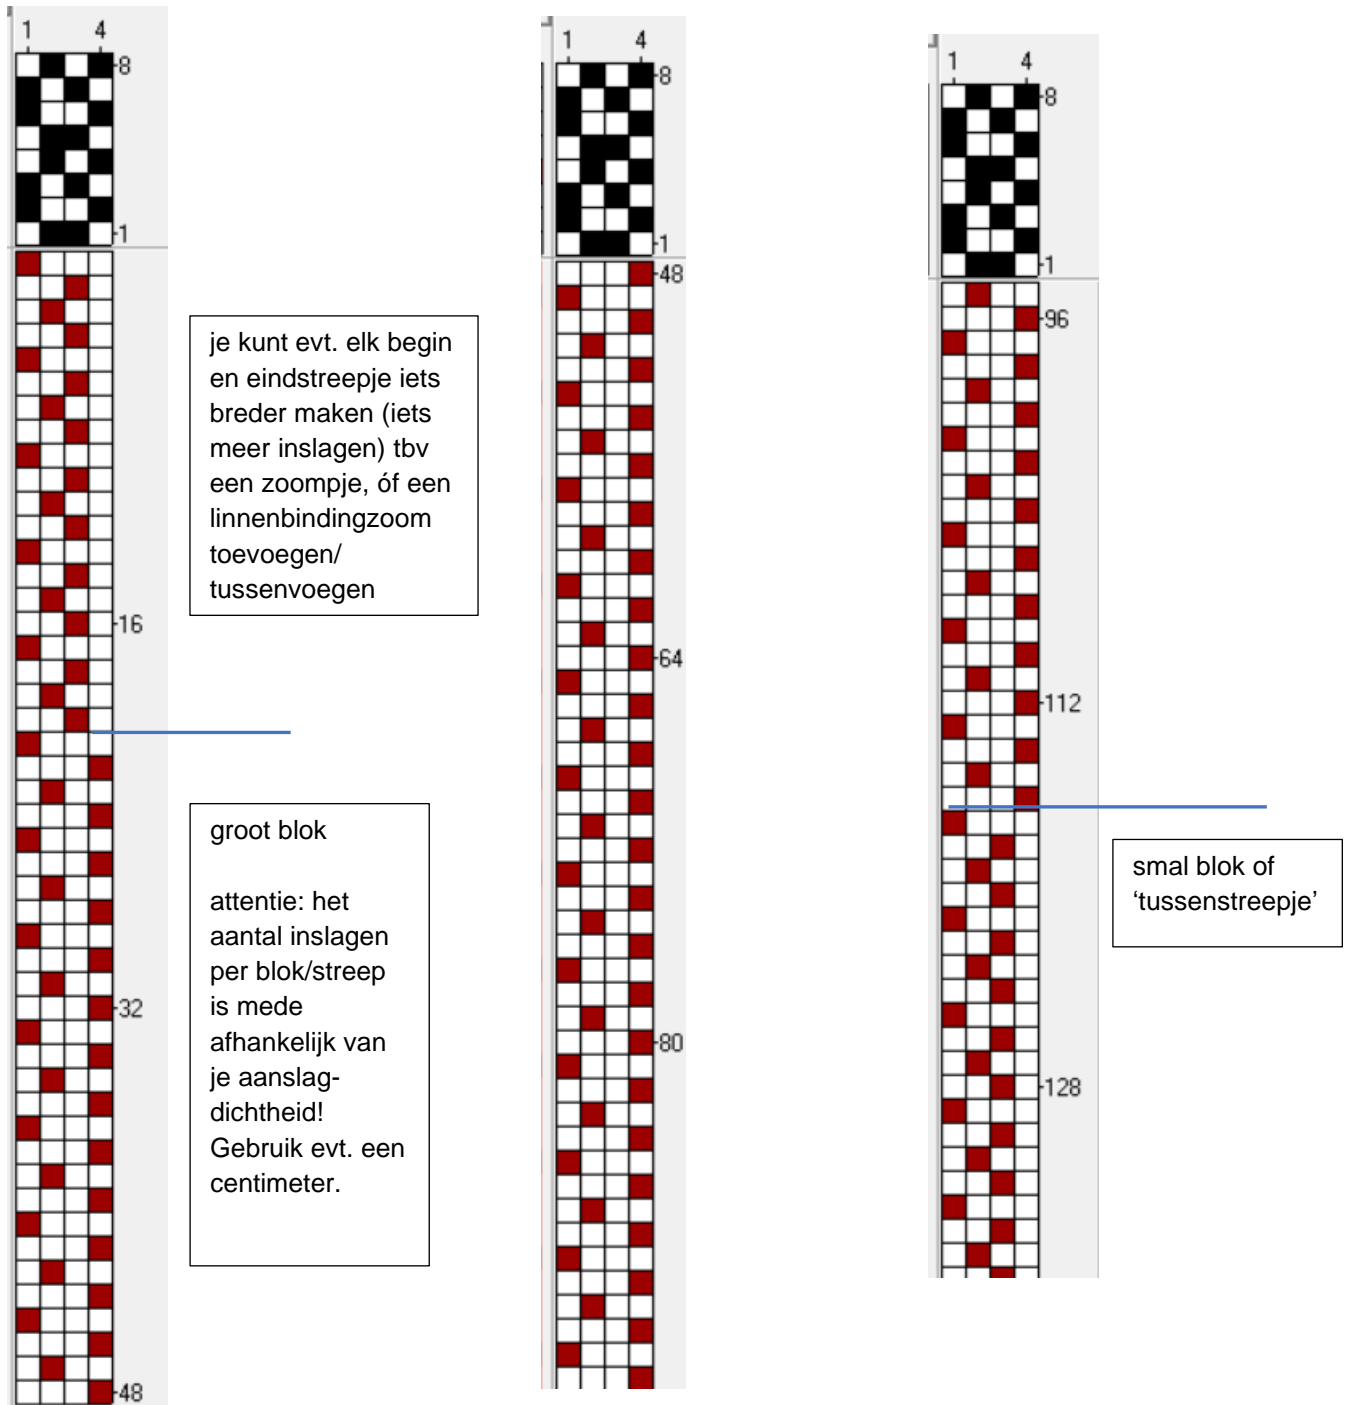 1 4
8
1
16
32
48
je kunt evt. elk begin
en eindstreepje iets
breder maken (iets
meer inslagen) tbv
een zoompje, óf een
linnenbindingzoom
toevoegen/
tussenvoegen
groot blok
attentie: het
aantal inslagen
per blok/streep
is mede
afhankelijk van
je aanslag-
dichtheid!
Gebruik evt. een
centimeter.
1 4
8
1
48
64
80
1 4
8
1
96
112
128
smal blok of
‘tussenstreepje’